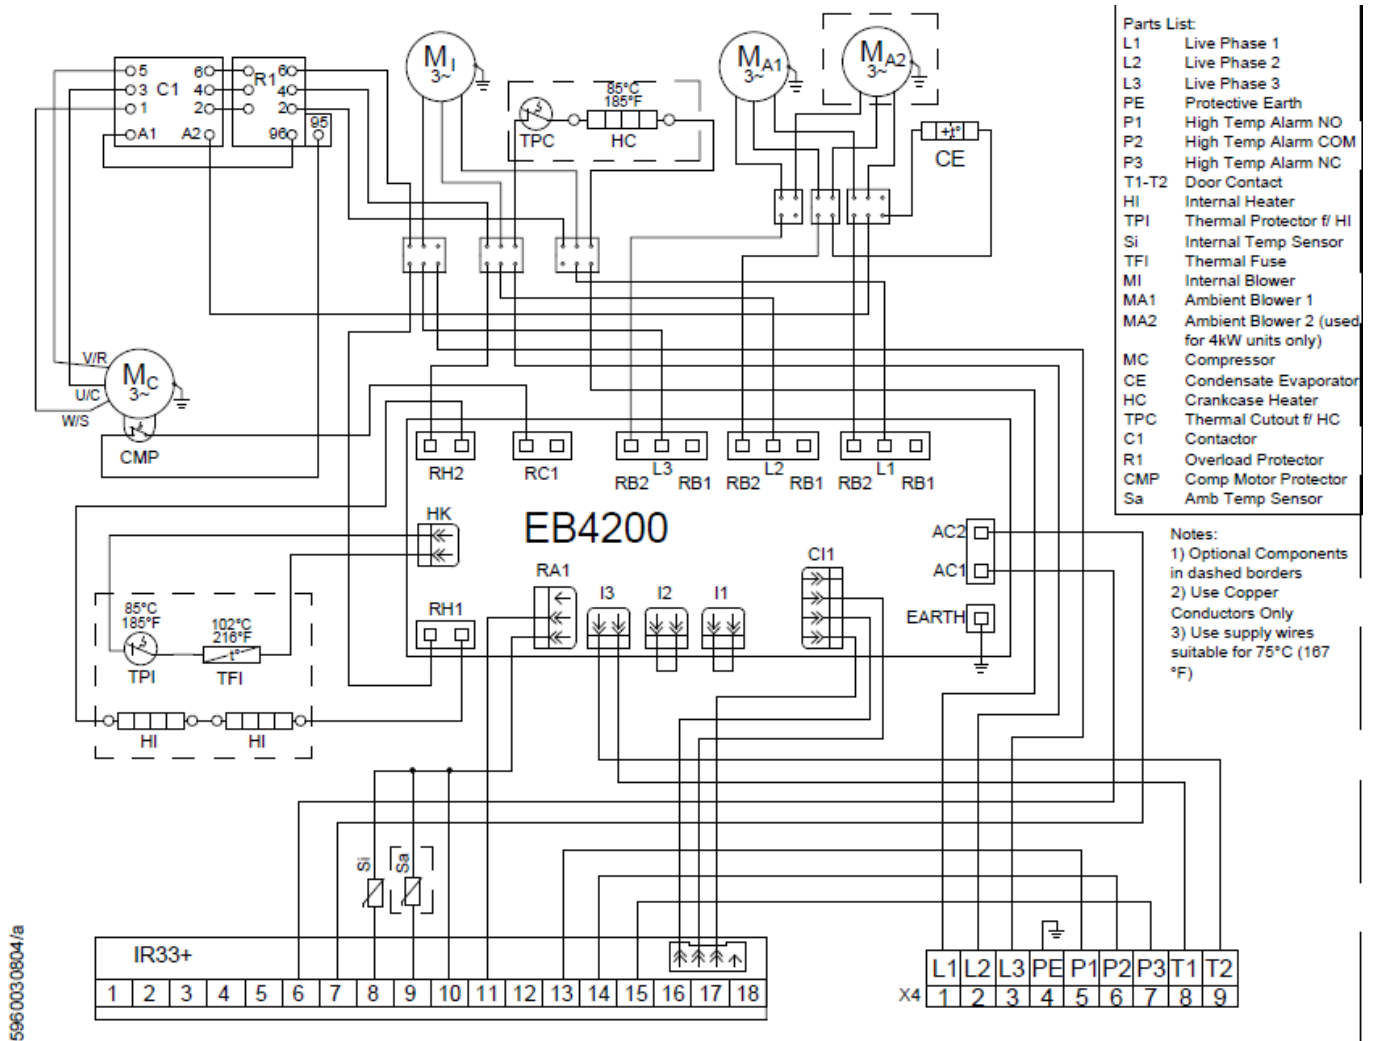 Parts List:
L1 Live Phase 1
L2 Live Phase 2
L3 Live Phase 3
PE Protective Earth
P1 High Temp Alarm NO
P2 High Temp Alarm COM
P3 High Temp Alarm NC
T1-T2 Door Contact
HI Internal Heater
TPI Thermal Protector f/ HI
Si Internal Temp Sensor
TFI Thermal Fuse
MI Internal Blower
MA1 Ambient Blower 1
MA2 Ambient Blower 2 (used
for 4kW units only)
MC Compressor
CE Condensate Evaporator
HC Crankcase Heater
TPC Thermal Cutout f/ HC
C1 Contactor
R1 Overload Protector
CMP Comp Motor Protector
Sa Amb Temp Sensor
Notes:
1) Optional Components
in dashed borders
2) Use Copper
Conductors Only
3) Use supply wires
suitable for 75°C (167
°F)
5 6 6
3 C1 4 R1 4
1 2 2
A1 A2 96 95
MI
3~
85°C
185°F
TPC HC
MA1
3~
MA2
3~
+t°
CE
V/R
U/C
W/S
MC
3~
CMP
RH2 RC1
L3
RB2 RB1
L2
RB2 RB1
L1
RB2 RB1
HK
EB4200
RA1
RH1
I3 I2 I1
CI1
AC2
AC1
EARTH
85°C
185°F
102°C
216°F
t°
TPI TFI
HI HI
Si Sa
IR33+
1 2 3 4 5 6 7 8 9 10 11 12 13 14 15 16 17 18
L1 L2 L3 PE P1 P2 P3 T1 T2
X4 1 2 3 4 5 6 7 8 9
5960030804/a